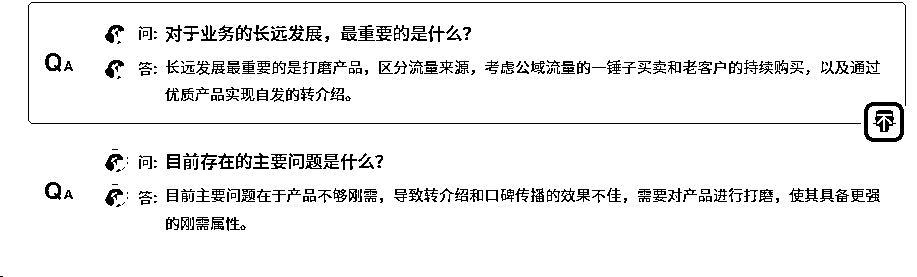 问: 对于业务的长远发展，最重要的是什么？
QA
答: 长远发展最重要的是打磨产品，区分流量来源，考虑公域流量的一锤子买卖和老客户的持续购买，以及通过
优质产品实现自发的转介绍。
问: 目前存在的主要问题是什么？
QA
答: 目前主要问题在于产品不够刚需，导致转介绍和口碑传播的效果不佳，需要对产品进行打磨，使其具备更强
的刚需属性。